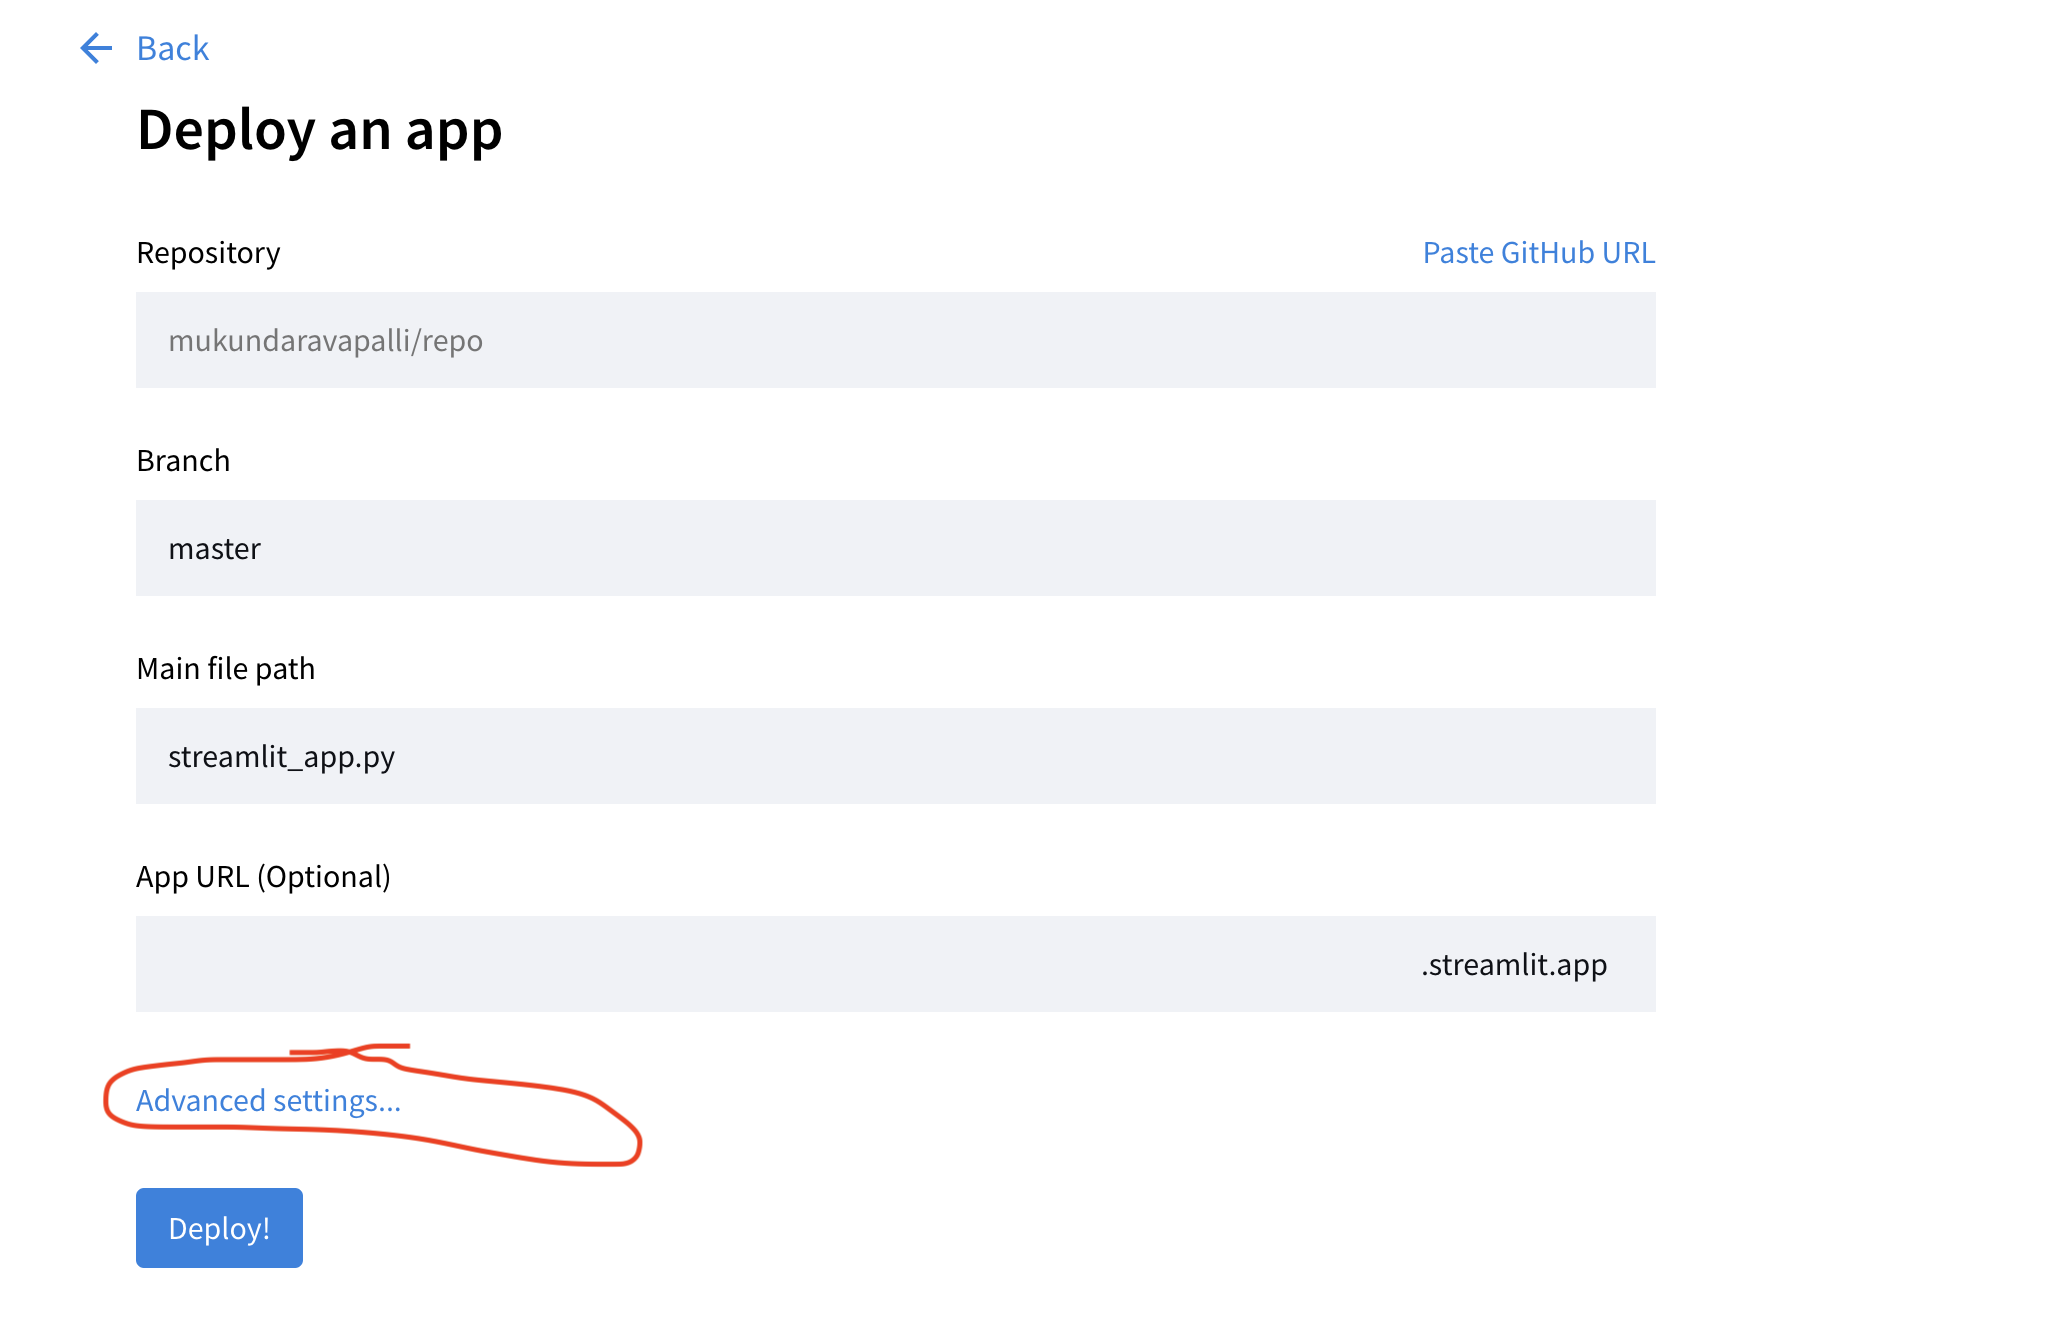 Back
Deploy an app
Repository
Paste GitHub URL
mukundaravapalli/repo
Branch
master
Main file path
streamlit_app.py
App URL (Optional)
.streamlit.app
Advanced settings...
Deploy!